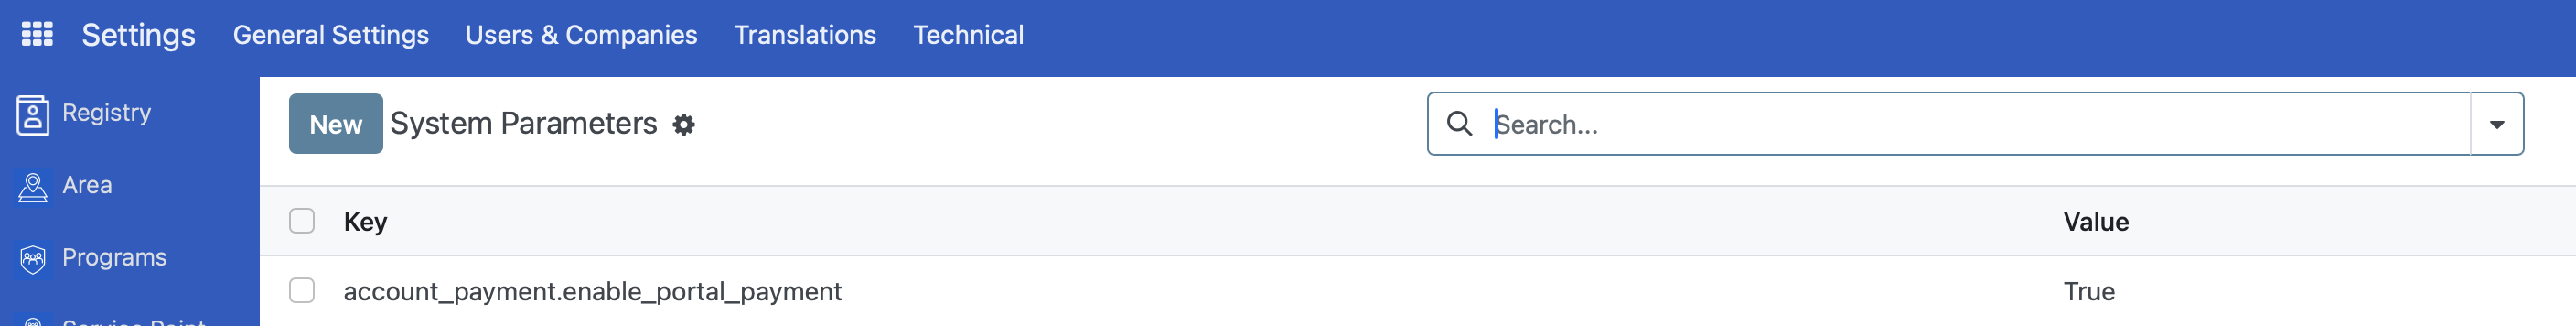 Settings General Settings Users & Companies Translations Technical
Registry
New System Parameters
Search...
Area
Key Value
Programs
account_payment.enable_portal_payment True